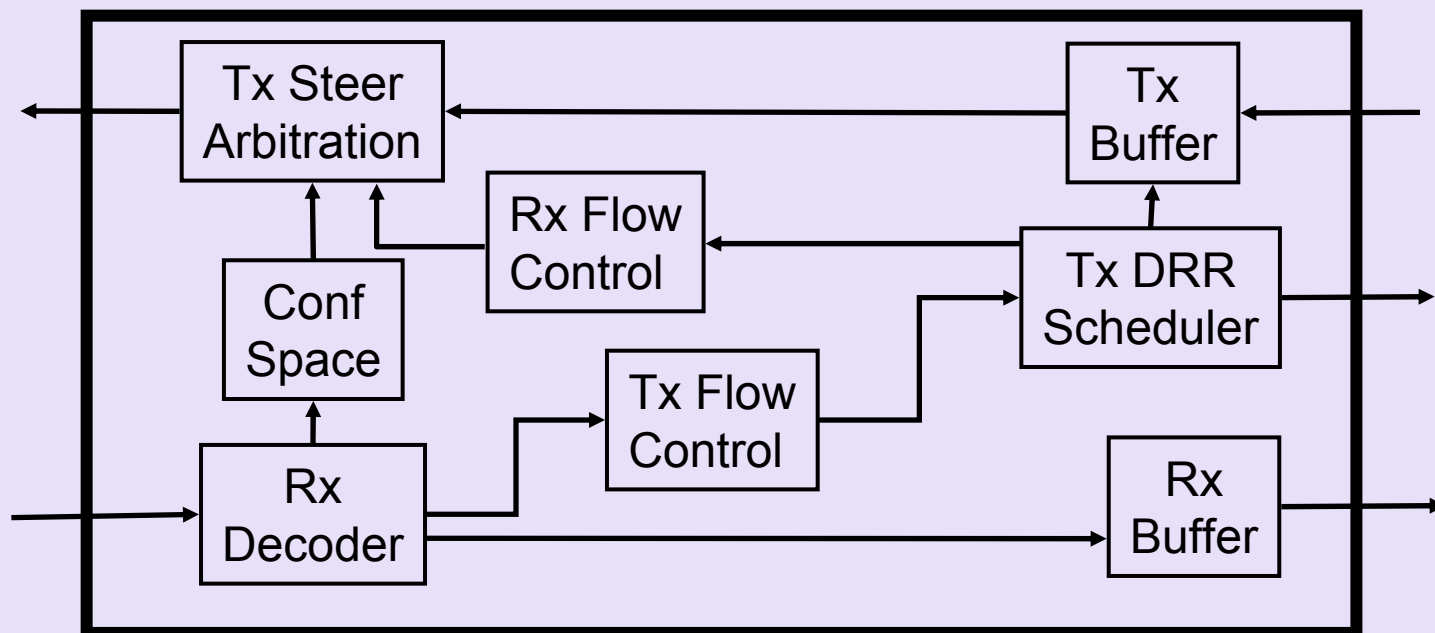 Tx Steer
Arbitration
Tx
Buffer
Rx Flow
Control
Tx DRR
Scheduler
Conf
Space
Tx Flow
Control
Rx
Decoder
Rx
Buffer